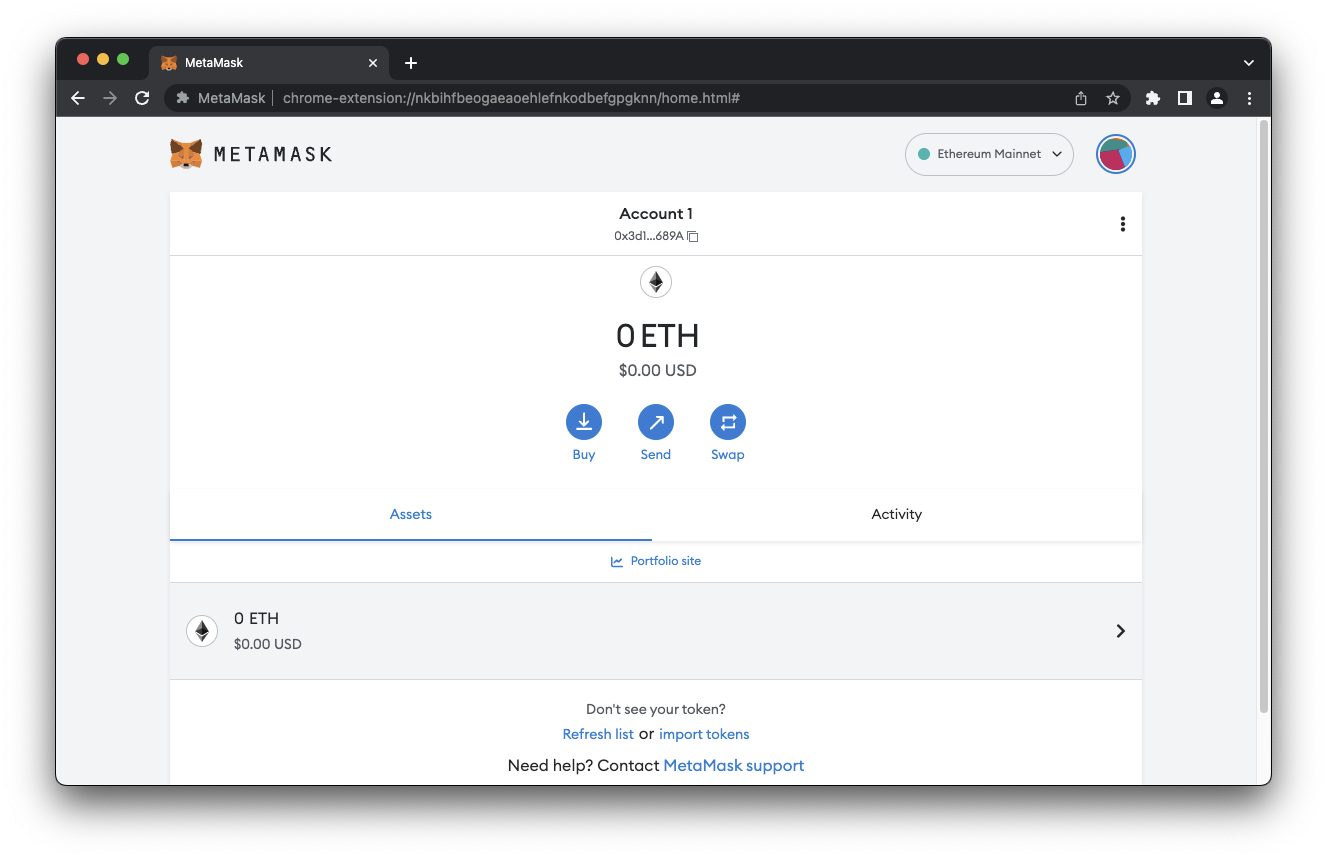 MetaMask
MetaMask chrome-extension://nkbihfbeogaeaoehlefnkodbefgpgknn/home.html#
METAMASK
Ethereum Mainnet
Account 1
0x3d1...689A
0 ETH
$0.00 USD
Buy Send Swap
Assets Activity
Portfolio site
0 ETH
$0.00 USD
Don't see your token?
Refresh list or import tokens
Need help? Contact MetaMask support